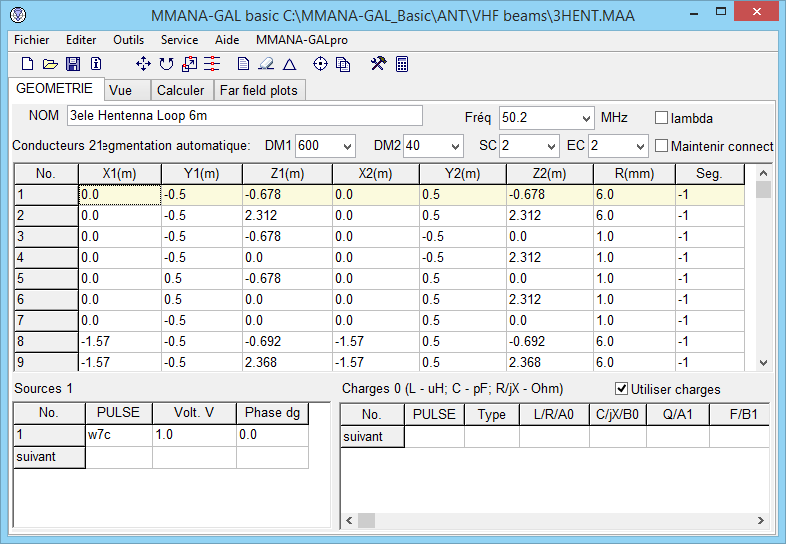 MMANA-GAL basic C:\MMANA-GAL_Basic\ANT\VHF beams\3HENT.MAA
Fichier Editer Outils Service Aide MMANA-GALpro
GEOMETRIE Vue Calculer Far field plots
NOM 3ele Hentenna Loop 6m Fréq 50.2 MHz lambda
Conducteurs 21 egmentation automatique: DM1 600 DM2 40 SC 2 EC 2 Maintenir connect
No. X1(m) Y1(m) Z1(m) X2(m) Y2(m) Z2(m) R(mm) Seg.
1 0.0 -0.5 -0.678 0.0 0.5 -0.678 6.0 -1
2 0.0 -0.5 2.312 0.0 0.5 2.312 6.0 -1
3 0.0 -0.5 -0.678 0.0 -0.5 0.0 1.0 -1
4 0.0 -0.5 0.0 0.0 -0.5 2.312 1.0 -1
5 0.0 0.5 -0.678 0.0 0.5 0.0 1.0 -1
6 0.0 0.5 0.0 0.0 0.5 2.312 1.0 -1
7 0.0 -0.5 0.0 0.0 0.5 0.0 1.0 -1
8 -1.57 -0.5 -0.692 -1.57 0.5 -0.692 6.0 -1
9 -1.57 -0.5 2.368 -1.57 0.5 2.368 6.0 -1
Sources 1 Charges 0 (L - uH; C - pF; R/jX - Ohm) Utiliser charges
No. PULSE Volt. V Phase dg No. PULSE Type L/R/A0 C/jX/B0 Q/A1 F/B1
1 w7c 1.0 0.0 suivant
suivant